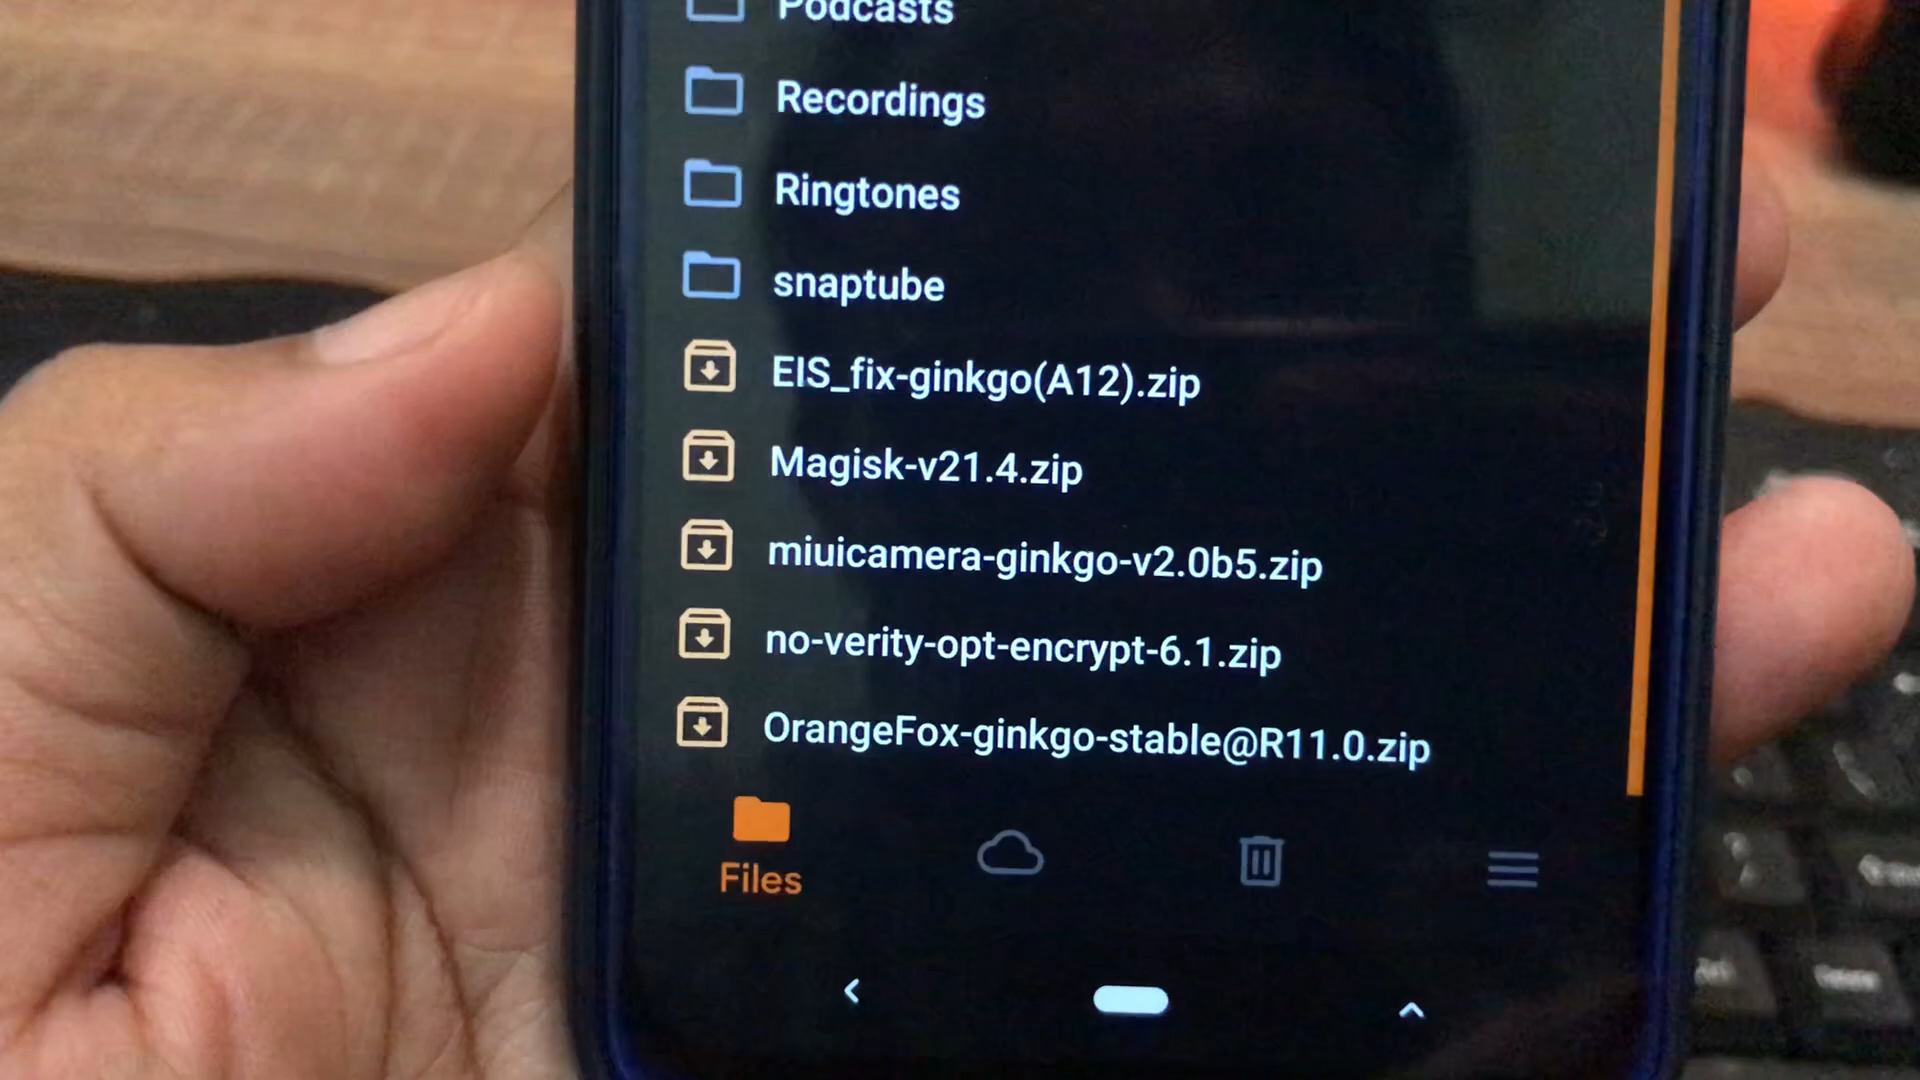 Podcasts
Recordings
Ringtones
snaptube
EIS_fix-ginkgo(A12).zip
Magisk-v21.4.zip
miuicamera-ginkgo-v2.0b5.zip
no-verity-opt-encrypt-6.1.zip
OrangeFox-ginkgo-stable@R11.0.zip
Files